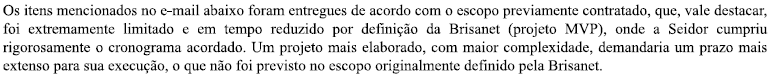 Os itens mencionados no e-mail abaixo foram entregues de acordo com o escopo previamente contratado, que, vale destacar,
foi extremamente limitado e em tempo reduzido por definição da Brisanet (projeto MVP), onde a Seidor cumpriu
rigorosamente o cronograma acordado. Um projeto mais elaborado, com maior complexidade, demandaria um prazo mais
extenso para sua execução, o que não foi previsto no escopo originalmente definido pela Brisanet.